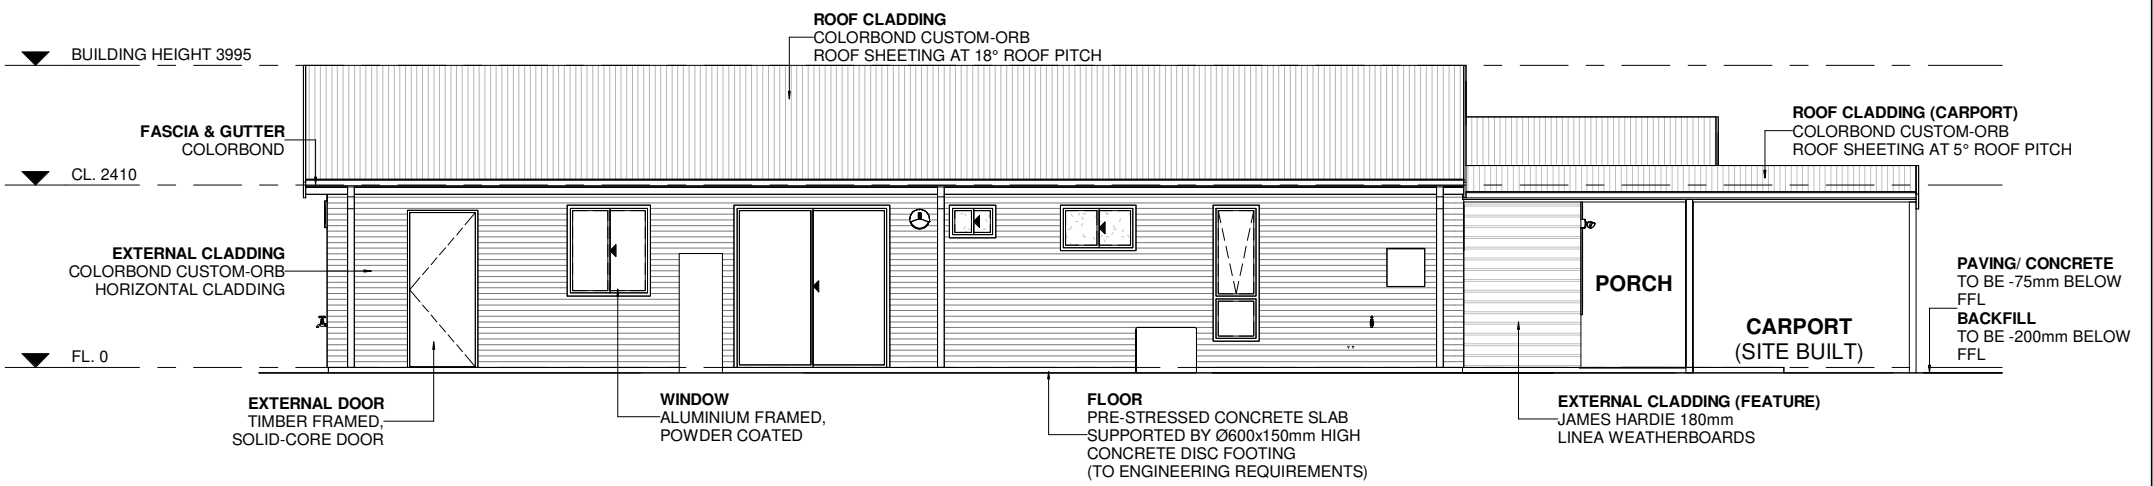 ROOF CLADDING
COLORBOND CUSTOM-ORB
ROOF SHEETING AT 18° ROOF PITCH
BUILDING HEIGHT 3995
ROOF CLADDING (CARPORT)
COLORBOND CUSTOM-ORB
ROOF SHEETING AT 5° ROOF PITCH
FASCIA & GUTTER
COLORBOND
CL. 2410
EXTERNAL CLADDING
COLORBOND CUSTOM-ORB
HORIZONTAL CLADDING
PORCH
CARPORT
(SITE BUILT)
PAVING/ CONCRETE
TO BE -75mm BELOW
FFL
BACKFILL
TO BE -200mm BELOW
FFL
FL. 0
EXTERNAL DOOR
TIMBER FRAMED,
SOLID-CORE DOOR
WINDOW
ALUMINIUM FRAMED,
POWDER COATED
FLOOR
PRE-STRESSED CONCRETE SLAB
SUPPORTED BY Ø600x150mm HIGH
CONCRETE DISC FOOTING
(TO ENGINEERING REQUIREMENTS)
EXTERNAL CLADDING (FEATURE)
JAMES HARDIE 180mm
LINEA WEATHERBOARDS